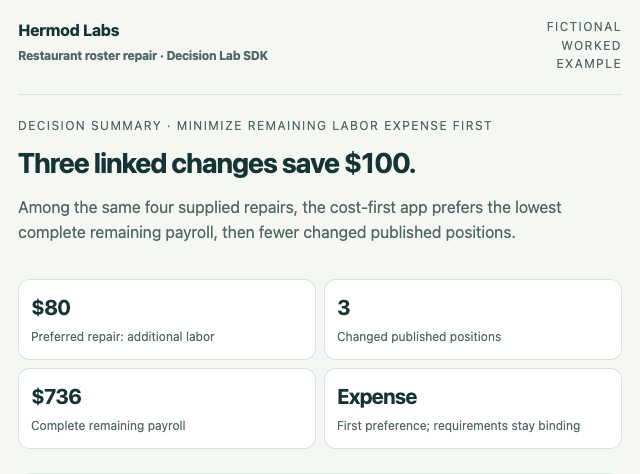 Hermod Labs
Restaurant roster repair · Decision Lab SDK
FICTIONAL
WORKED
EXAMPLE
DECISION SUMMARY · MINIMIZE REMAINING LABOR EXPENSE FIRST
Three linked changes save $100.
Among the same four supplied repairs, the cost-first app prefers the lowest
complete remaining payroll, then fewer changed published positions.
$80
Preferred repair: additional labor
3
Changed published positions
$736
Complete remaining payroll
Expense
First preference; requirements stay binding